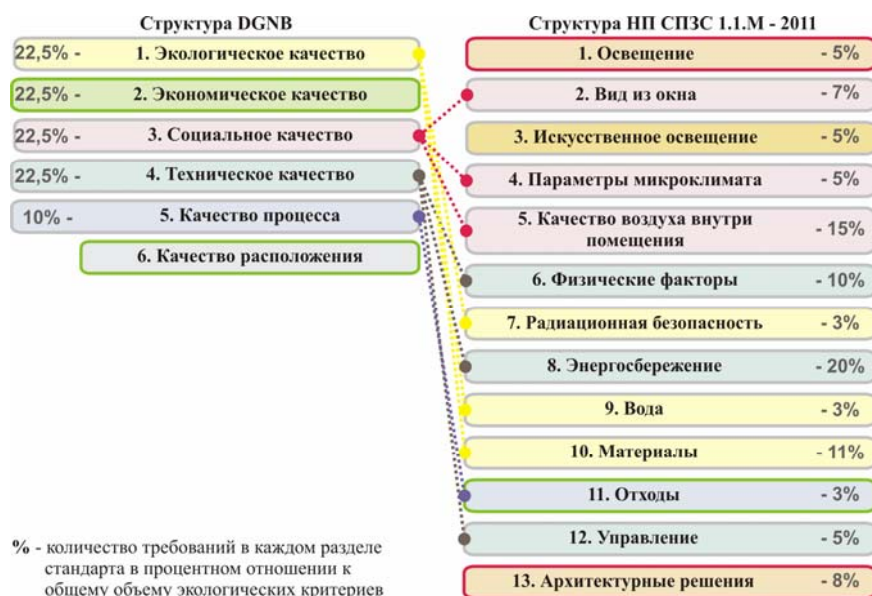 Структура DGNB
22,5% - 1. Экологическое качество
22,5% - 2. Экономическое качество
22,5% - 3. Социальное качество
22,5% - 4. Техническое качество
10% - 5. Качество процесса
6. Качество расположения
% - количество требований в каждом разделе
стандарта в процентном отношении к
общему объему экологических критериев
Структура НП СПЗС 1.1.М - 2011
1. Освещение - 5%
2. Вид из окна - 7%
3. Искусственное освещение - 5%
4. Параметры микроклимата - 5%
5. Качество воздуха внутри
помещения - 15%
6. Физические факторы - 10%
7. Радиационная безопасность - 3%
8. Энергосбережение - 20%
9. Вода - 3%
10. Материалы - 11%
11. Отходы - 3%
12. Управление - 5%
13. Архитектурные решения - 8%